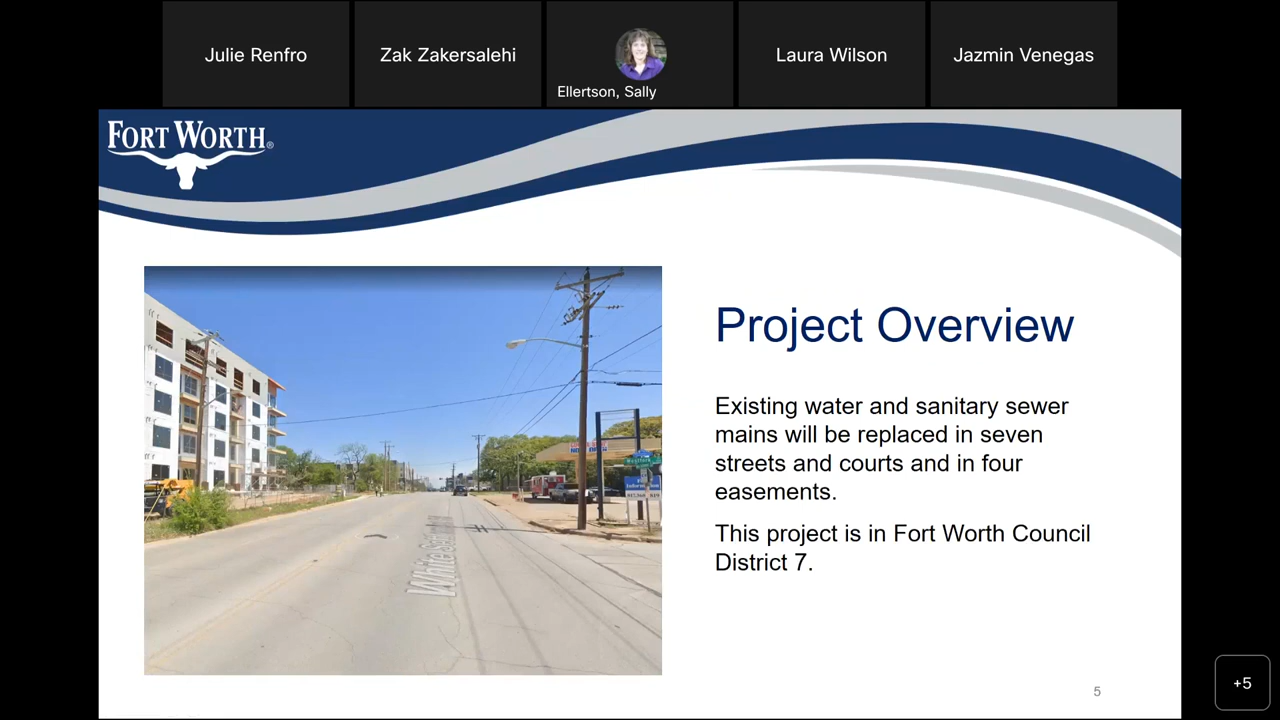 Julie Renfro
Zak Zakersalehi
Ellertson, Sally
Laura Wilson
Jazmin Venegas
FORT WORTH®
Project Overview
Existing water and sanitary sewer
mains will be replaced in seven
streets and courts and in four
easements.
This project is in Fort Worth Council
District 7.
5
+5